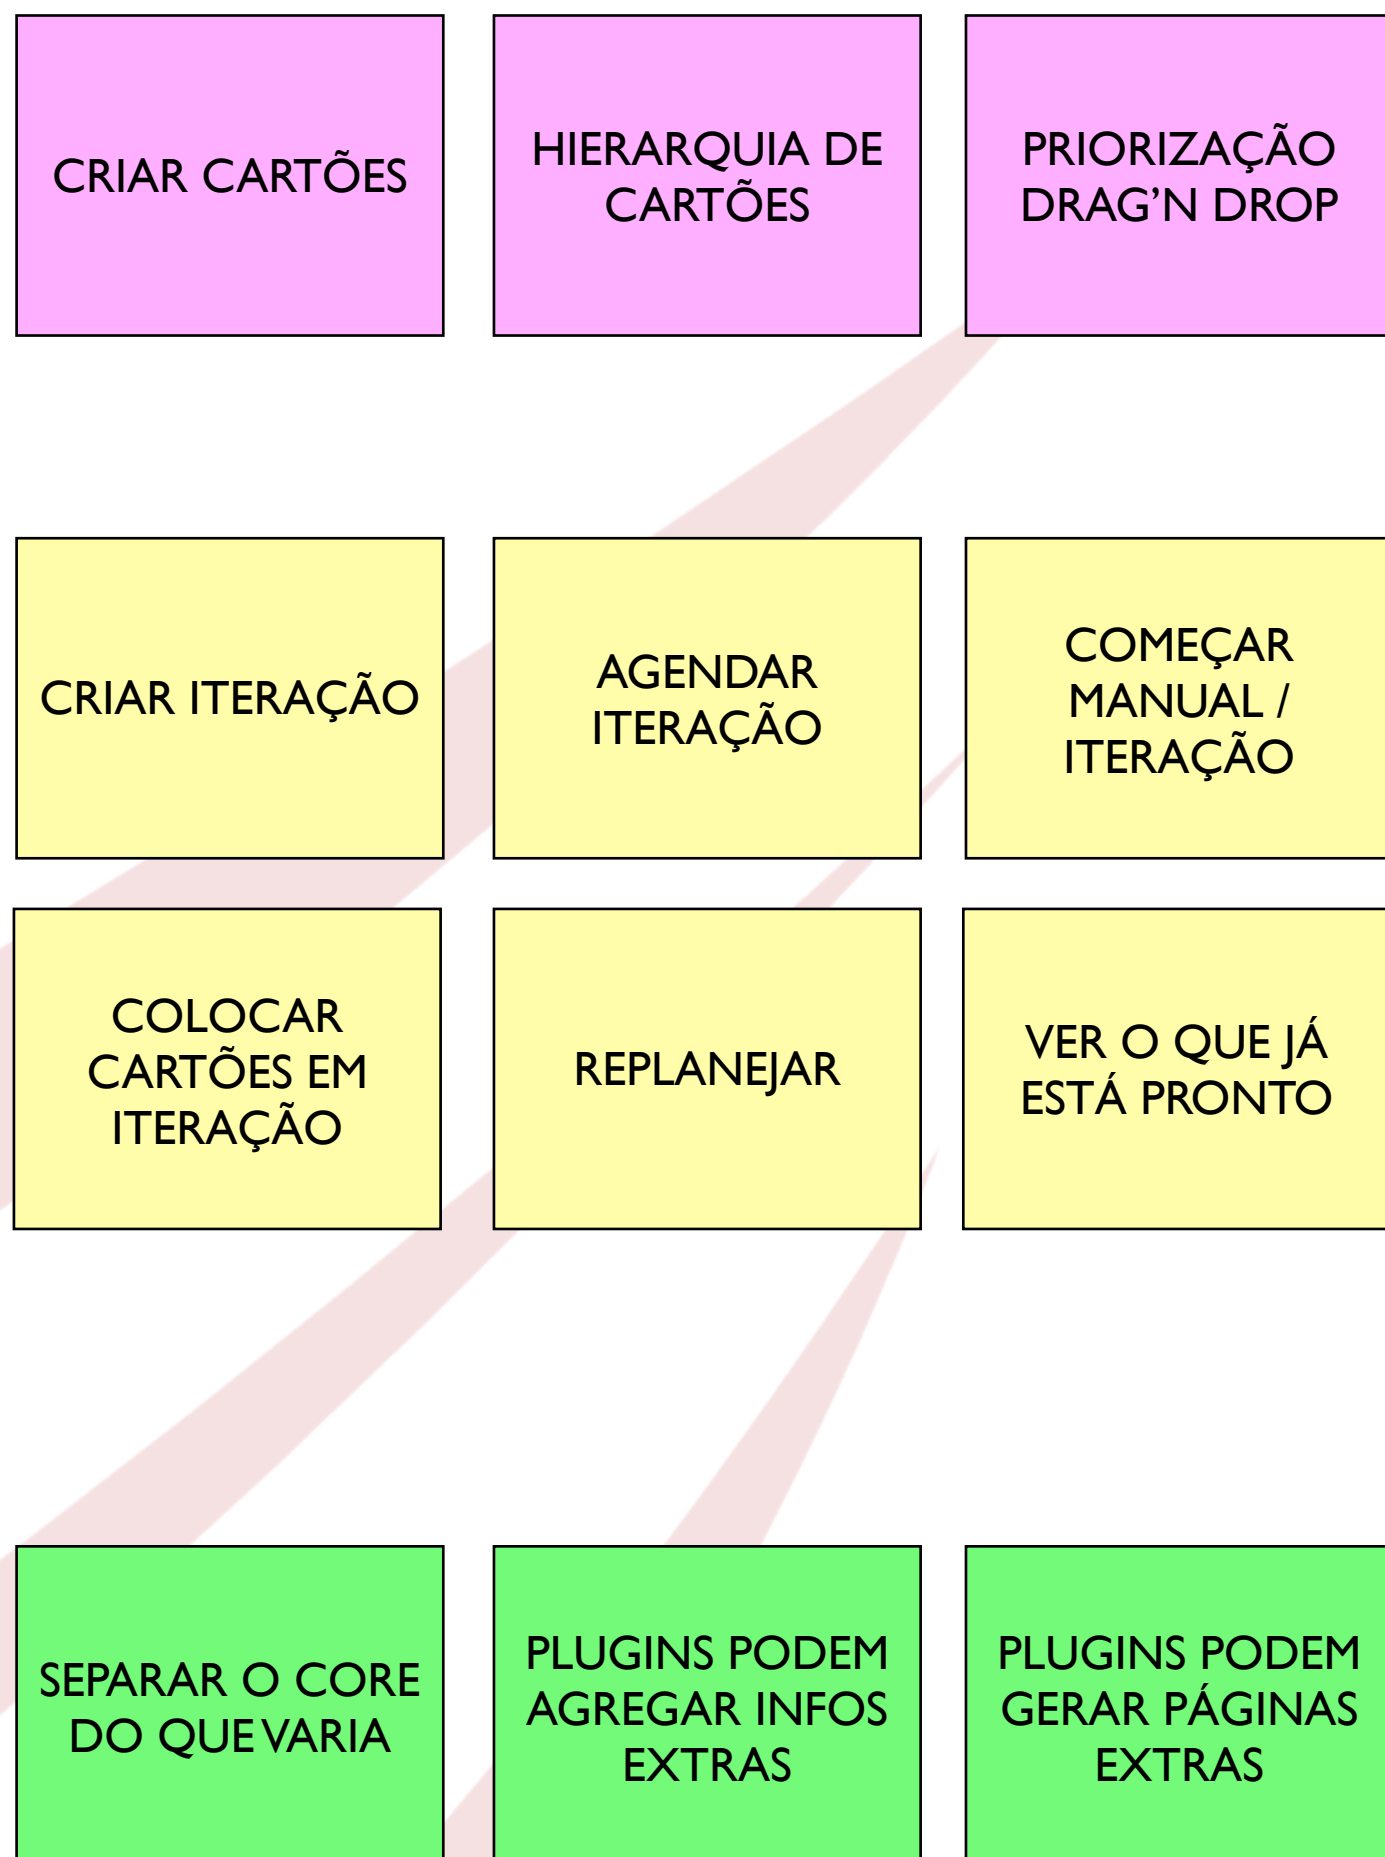 CRIAR CARTÕES
HIERARQUIA DE
CARTÕES
PRIORIZAÇÃO
DRAG’N DROP
CRIAR ITERAÇÃO
AGENDAR
ITERAÇÃO
COMEÇAR
MANUAL /
ITERAÇÃO
COLOCAR
CARTÕES EM
ITERAÇÃO
REPLANEJAR
VER O QUE JÁ
ESTÁ PRONTO
SEPARAR O CORE
DO QUE VARIA
PLUGINS PODEM
AGREGAR INFOS
EXTRAS
PLUGINS PODEM
GERAR PÁGINAS
EXTRAS